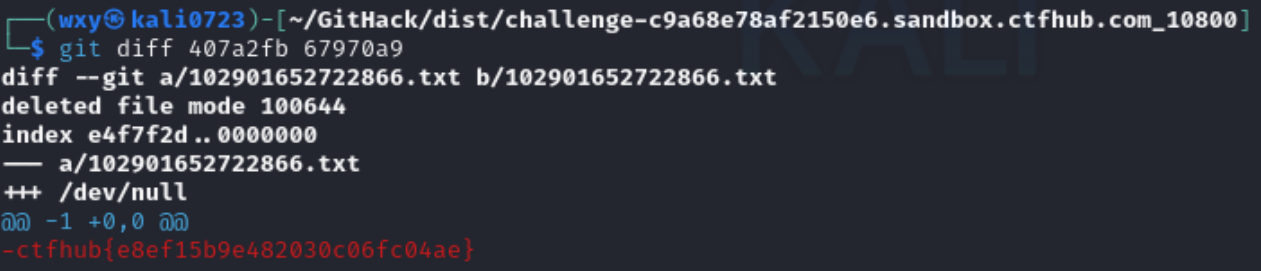 ┌──(wxy㉿kali0723)-[~/GitHack/dist/challenge-c9a68e78af2150e6.sandbox.ctfhub.com_10800]
└─$ git diff 407a2fb 67970a9
diff --git a/102901652722866.txt b/102901652722866.txt
deleted file mode 100644
index e4f7f2d..0000000
--- a/102901652722866.txt
+++ /dev/null
@@ -1 +0,0 @@
-ctfhub{e8ef15b9e482030c06fc04ae}
KALI